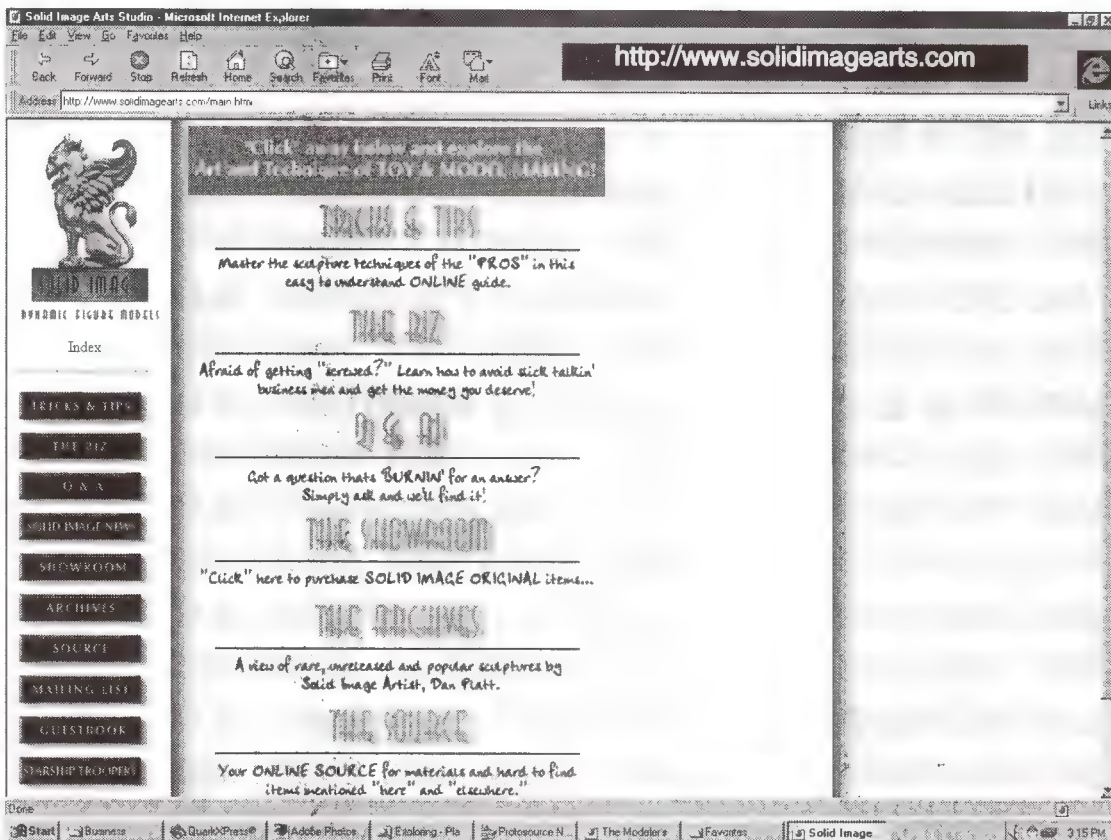 Solid Image Arts Studio - Microsoft Internet Explorer
File Edit View Go Favorites Help
Back Forward Stop Refresh Home Search Favorites Print Font Mail
http://www.solidimagearts.com
Address http://www.solidimagearts.com/main.htm
Links
SOLID IMAGE
DYNAMIC FIGURE MODELS
Index
TRICKS & TIPS
THE BIZ
Q & A
SOLID IMAGE NEWS
SHOWROOM
ARCHIVES
SOURCE
MAILING LIST
GUESTBOOK
STARSHIP TROOPERS
"Click" away below and explore the
Art and Technique of TOY & MODEL MAKING!
TRICKS & TIPS
Master the sculpture techniques of the "PROS" in this
easy to understand ONLINE guide.
THE BIZ
Afraid of getting "screwed?" Learn how to avoid slick talkin'
business men and get the money you deserve!
Q & A
Got a question thats BURNIN' for an answer?
Simply ask and we'll find it!
THE SHOWROOM
"Click" here to purchase SOLID IMAGE ORIGINAL items...
THE ARCHIVES
A view of rare, unreleased and popular sculptures by
Solid Image Artist, Dan Platt.
THE SOURCE
Your ONLINE SOURCE for materials and hard to find
items mentioned "here" and "elsewhere."
Done
Start Business QuarkXPress® Adobe Photos.. Exploring - Pla Protosource N... The Modeler's Favorites Solid Image 3:15 PM